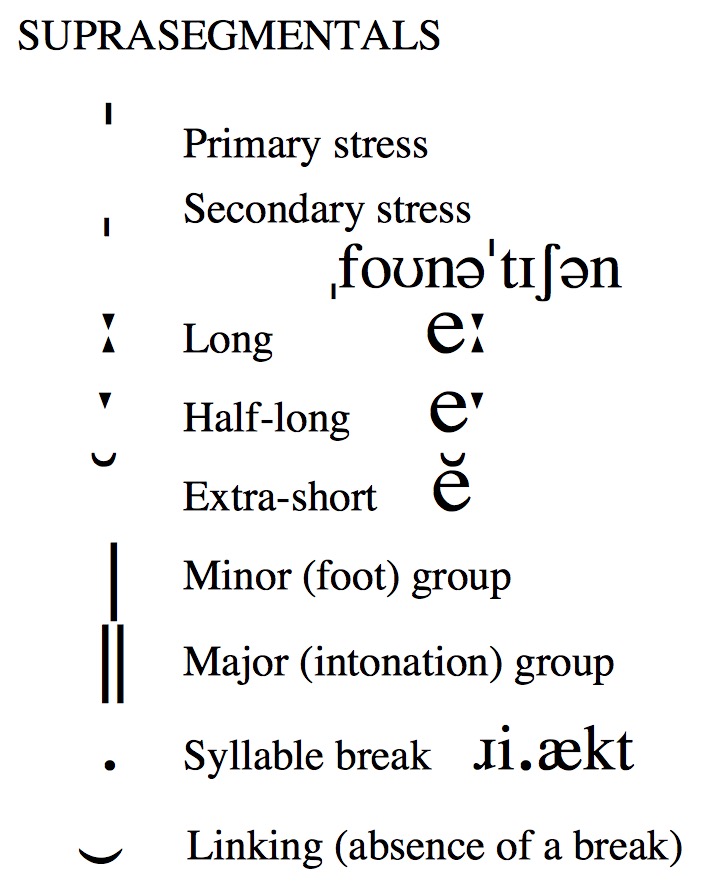 SUPRASEGMENTALS
ˈ Primary stress
ˌ Secondary stress
ˌfoʊnəˈtɪʃən
ː Long eː
ˑ Half-long eˑ
˘ Extra-short ĕ
| Minor (foot) group
‖ Major (intonation) group
. Syllable break ɹi.ækt
‿ Linking (absence of a break)